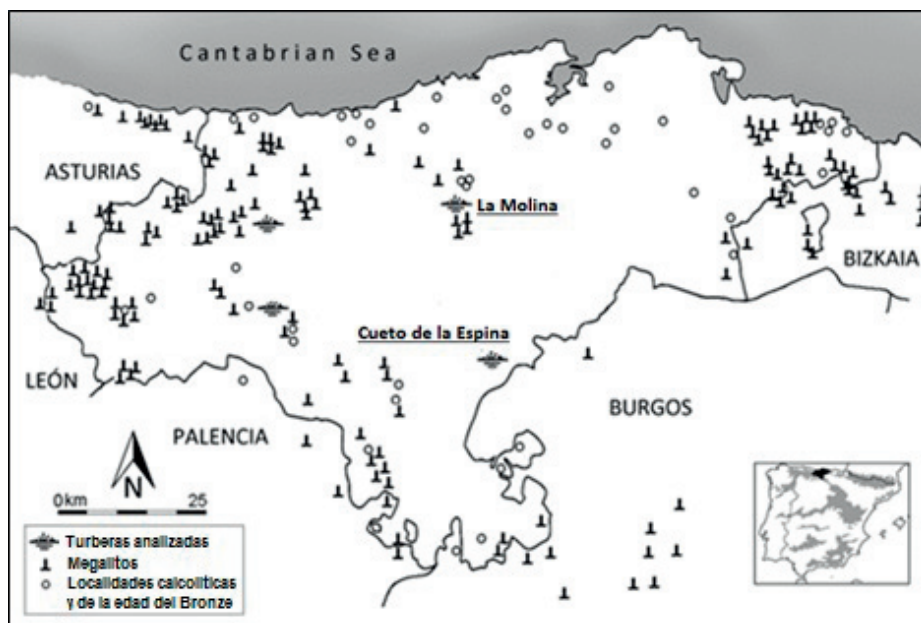 Cantabrian Sea
ASTURIAS
La Molina
BIZKAIA
Cueto de la Espina
LEÓN
BURGOS
PALENCIA
N
0km 25
Turberas analizadas
Megalitos
Localidades calcolíticas
y de la edad del Bronze